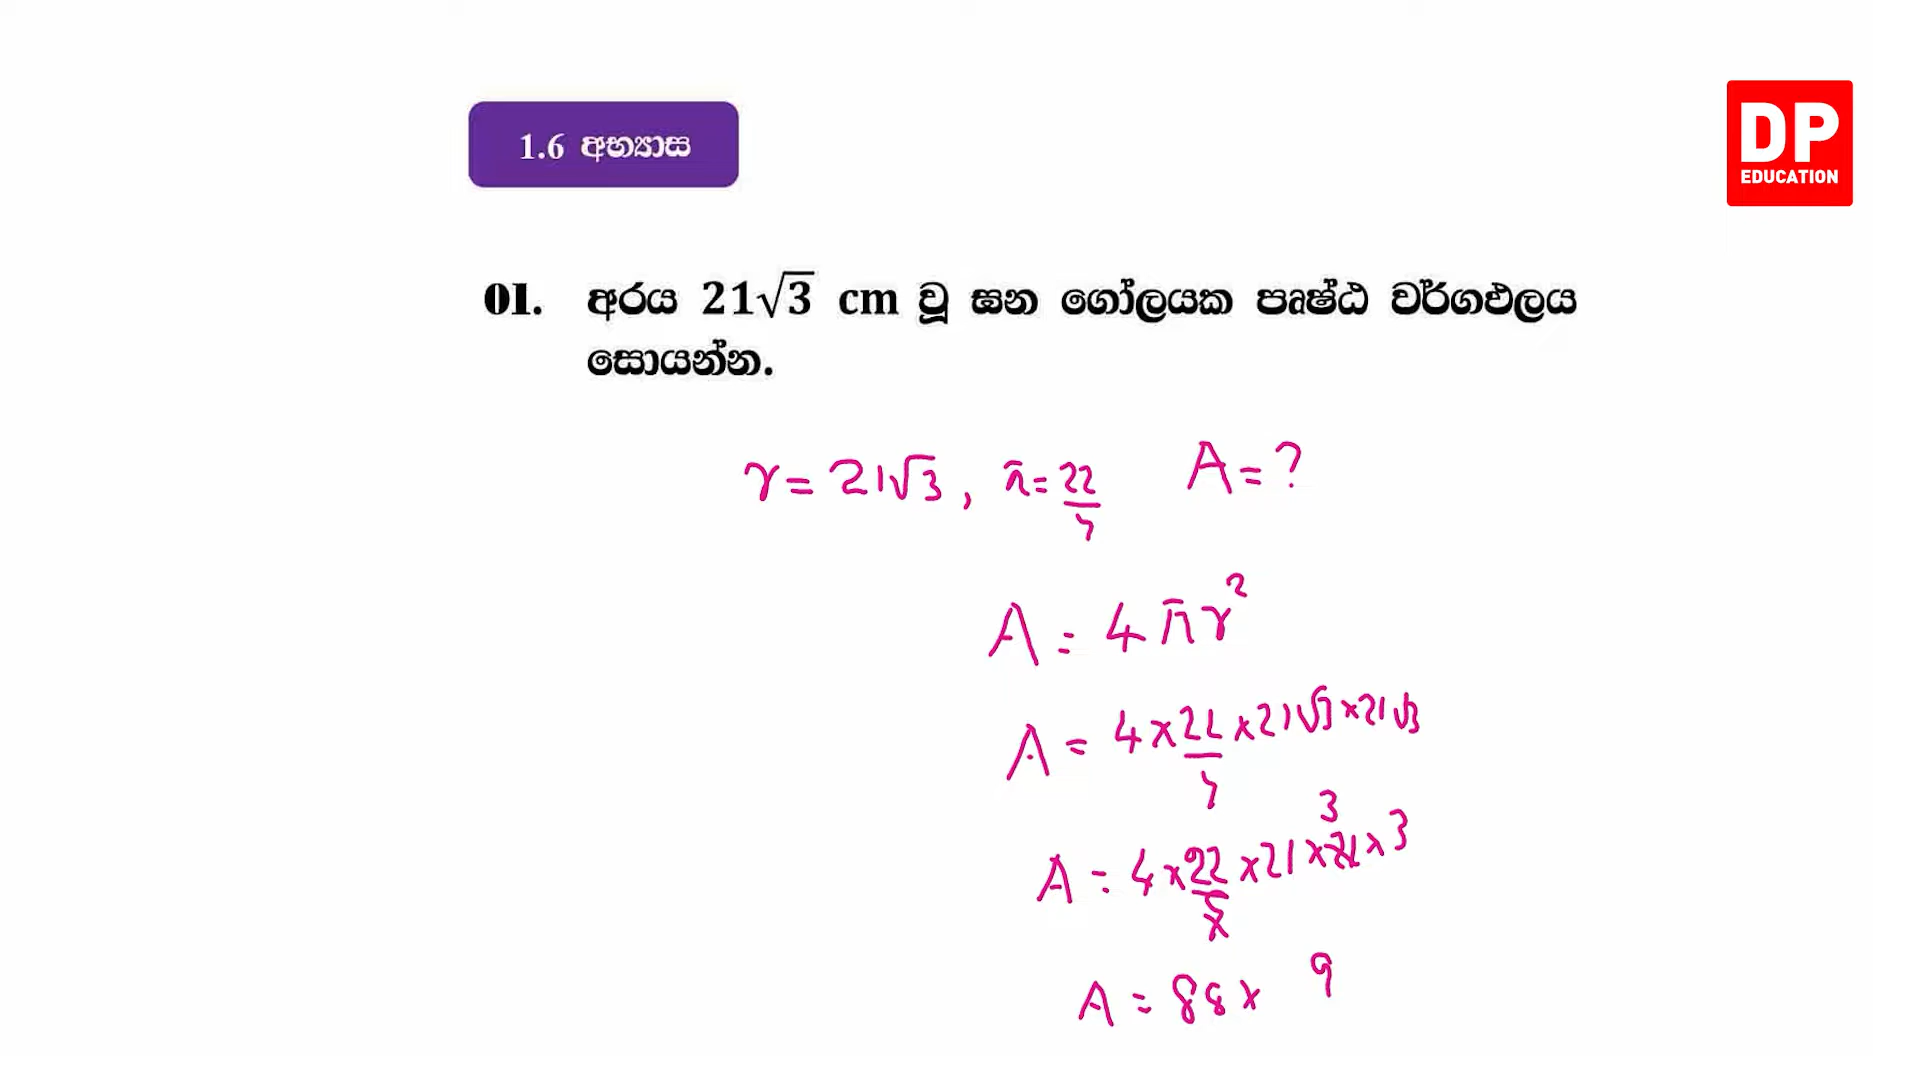 DP
EDUCATION
1.6 අභ්‍යාස
01. අරය 21√3 cm වූ ඝන ගෝලයක පෘෂ්ඨ වර්ගඵලය
සොයන්න.
r = 21√3, π = 22/7 A = ?
A = 4πr²
A = 4 × 22/7 × 21√3 × 21√3
A = 4 × 22/7 × 21 × 21 × 3
3
A = 88 × 9